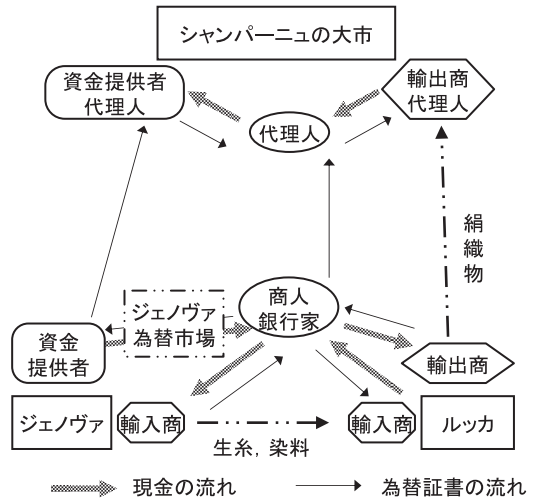 シャンパーニュの大市
資金提供者
代理人
代理人
輸出商
代理人
絹織物
ジェノヴァ
為替市場
商人
銀行家
資金
提供者
輸出商
ジェノヴァ
輸入商
輸入商
ルッカ
生糸，染料
現金の流れ
為替証書の流れ